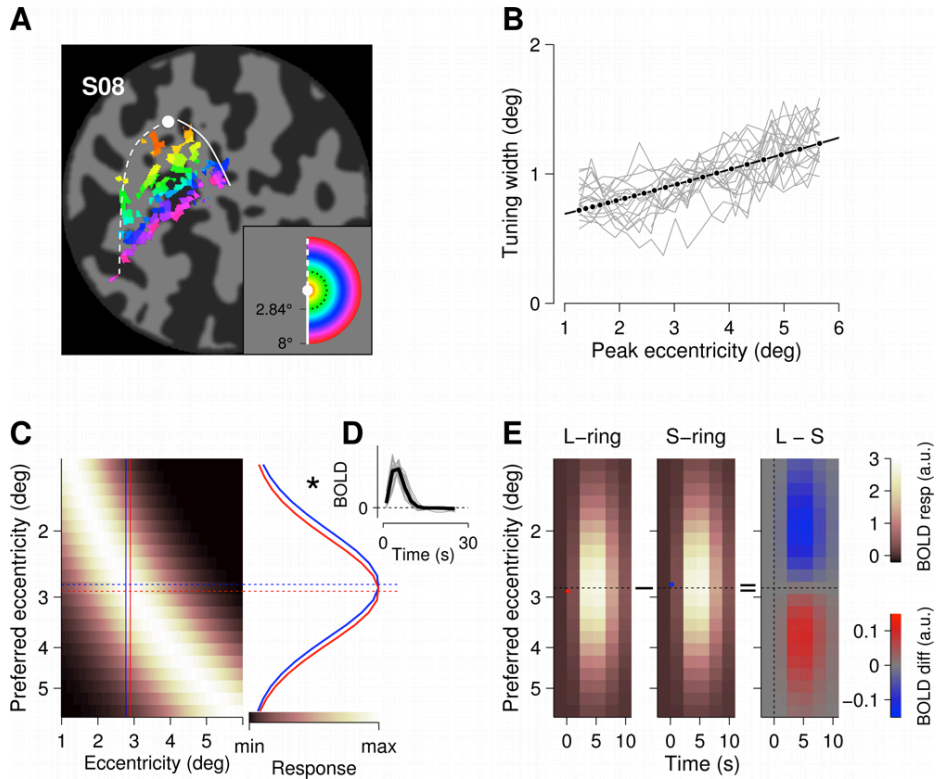 A
S08
2.84°
8°
B
Tuning width (deg)
2
1
0
1 2 3 4 5 6
Peak eccentricity (deg)
C
Preferred eccentricity (deg)
2
3
4
5
1 2 3 4 5
Eccentricity (deg)
*
min max
Response
D
BOLD
0
0 30
Time (s)
E
L-ring S-ring L - S
Preferred eccentricity (deg)
2
3
4
5
0 5 10 0 5 10 0 5 10
Time (s)
3
2
1
0
BOLD resp (a.u.)
0.1
0
-0.1
BOLD diff (a.u.)